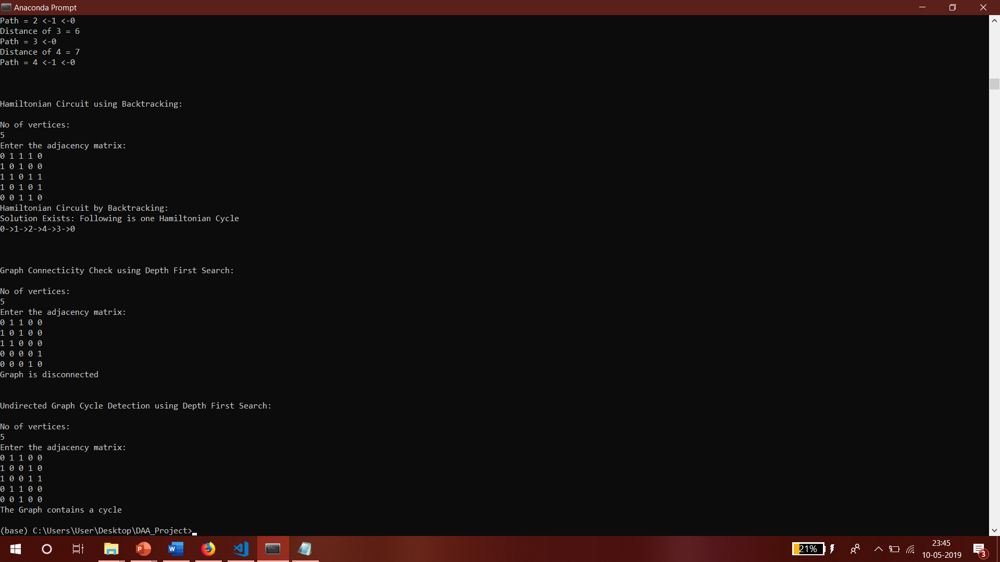 Anaconda Prompt
Path = 2 <-1 <-0
Distance of 3 = 6
Path = 3 <-0
Distance of 4 = 7
Path = 4 <-1 <-0
Hamiltonian Circuit using Backtracking:
No of vertices:
5
Enter the adjacency matrix:
0 1 1 1 0
1 0 1 0 0
1 1 0 1 1
1 0 1 0 1
0 0 1 1 0
Hamiltonian Circuit by Backtracking:
Solution Exists: Following is one Hamiltonian Cycle
0->1->2->4->3->0
Graph Connecticity Check using Depth First Search:
No of vertices:
5
Enter the adjacency matrix:
0 1 1 0 0
1 0 1 0 0
1 1 0 0 0
0 0 0 0 1
0 0 0 1 0
Graph is disconnected
Undirected Graph Cycle Detection using Depth First Search:
No of vertices:
5
Enter the adjacency matrix:
0 1 1 0 0
1 0 0 1 0
1 0 0 1 1
0 1 1 0 0
0 0 1 0 0
The Graph contains a cycle
(base) C:\Users\User\Desktop\DAA_Project>
21%
23:45
10-05-2019
3